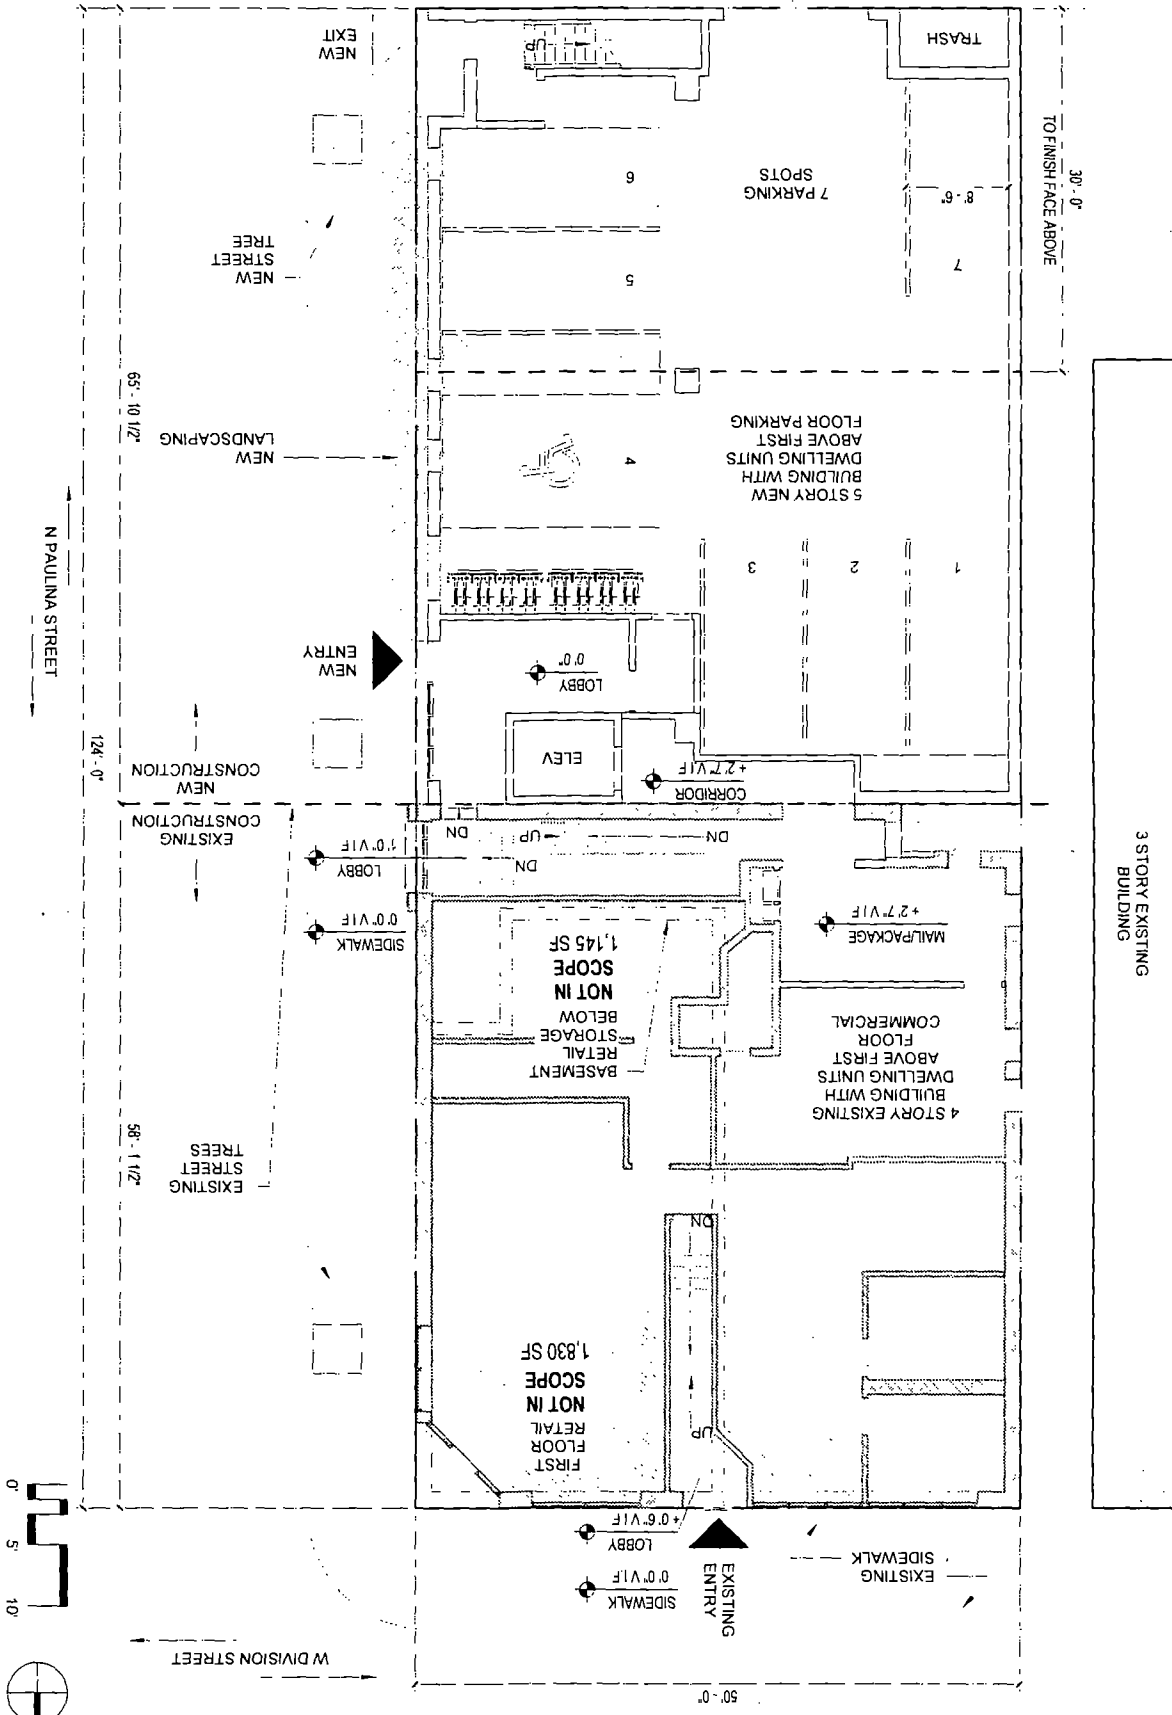 W DIVISION STREET
50'-0"
EXISTING
SIDEWALK
EXISTING
ENTRY
SIDEWALK
0'0" V.I.F
LOBBY
+0'6" V I F
0'
5'
10'
FIRST
FLOOR
RETAIL
NOT IN
SCOPE
1,830 SF
UP
DN
EXISTING
STREET
TREES
58'-1 1/2"
4 STORY EXISTING
BUILDING WITH
DWELLING UNITS
ABOVE FIRST
FLOOR
COMMERCIAL
BASEMENT
RETAIL
STORAGE
BELOW
NOT IN
SCOPE
1,145 SF
MAIL/PACKAGE
+2'7" V I F
3 STORY EXISTING
BUILDING
SIDEWALK
0'0" V I F
LOBBY
1'0" V I F
DN
DN
UP
DN
EXISTING
CONSTRUCTION
NEW
CONSTRUCTION
124'-0"
CORRIDOR
+2'7" V I F
ELEV
LOBBY
0'0"
NEW
ENTRY
N PAULINA STREET
1
2
3
4
5 STORY NEW
BUILDING WITH
DWELLING UNITS
ABOVE FIRST
FLOOR PARKING
NEW
LANDSCAPING
65'-10 1/2"
NEW
STREET
TREE
5
6
7
8'-6"
7 PARKING
SPOTS
30'-0"
TO FINISH FACE ABOVE
TRASH
UP
NEW
EXIT